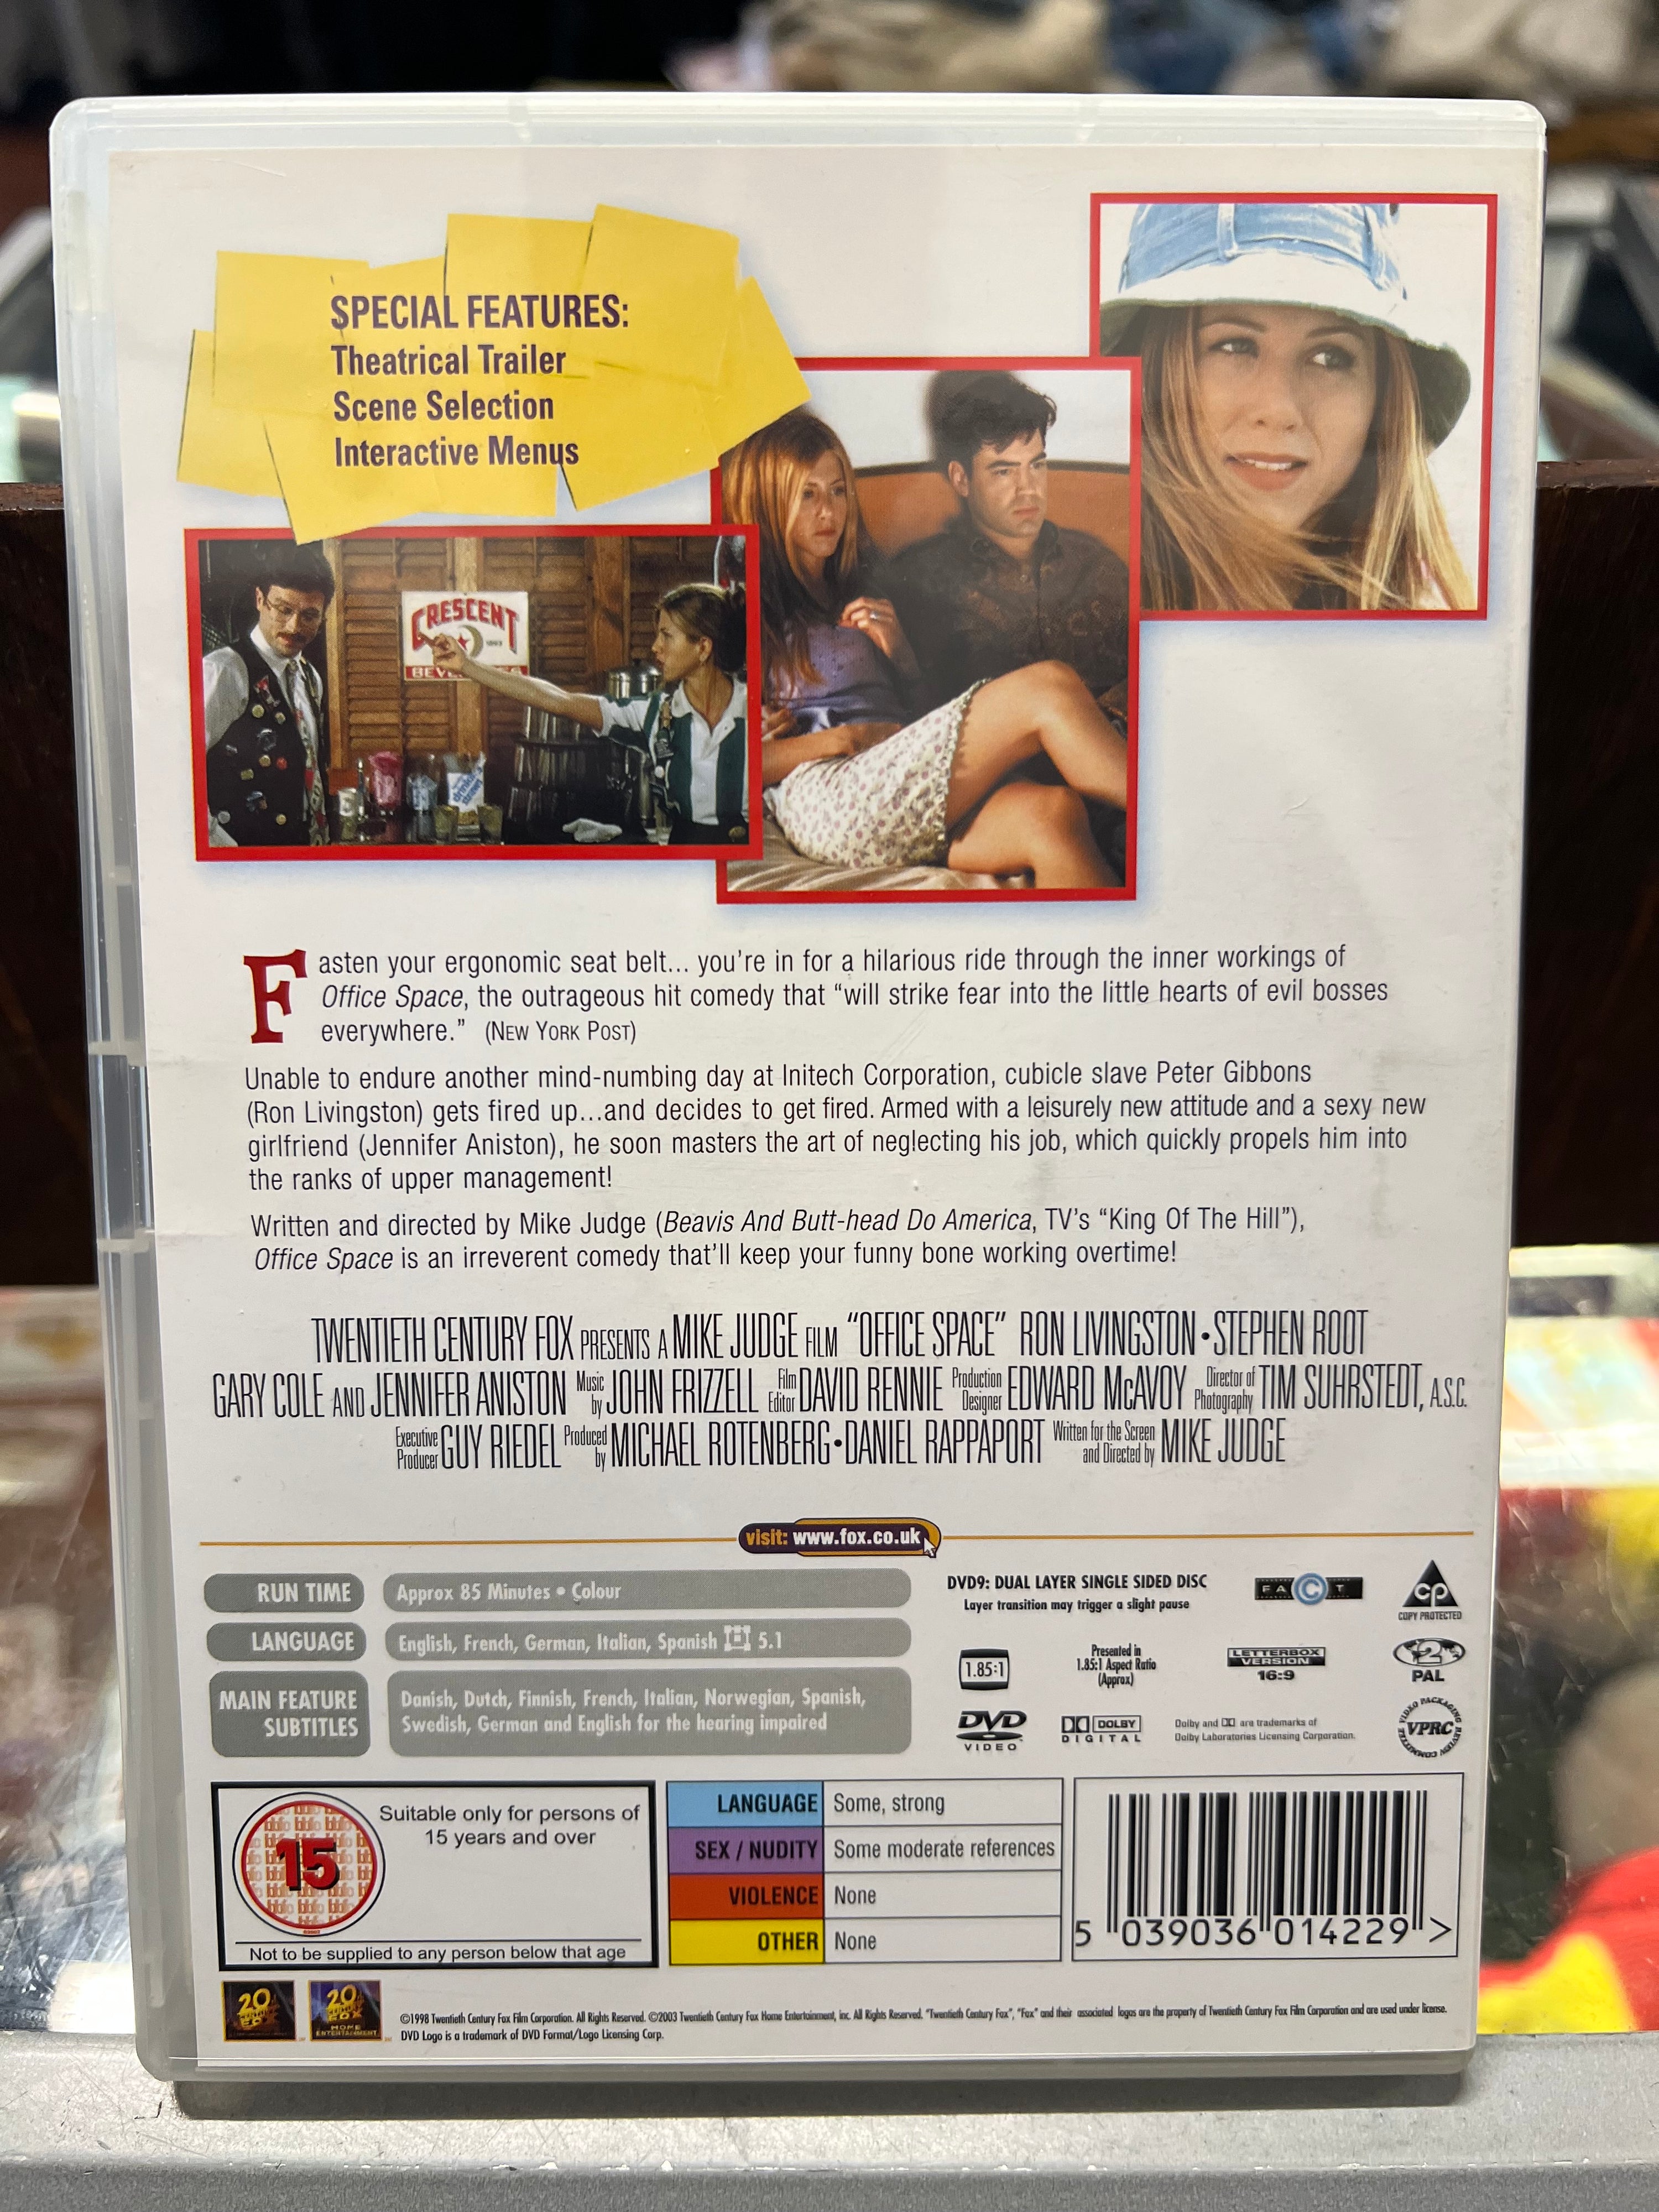 SPECIAL FEATURES:
Theatrical Trailer
Scene Selection
Interactive Menus
CRESCENT
Fasten your ergonomic seat belt... you're in for a hilarious ride through the inner workings of
Office Space, the outrageous hit comedy that “will strike fear into the little hearts of evil bosses
everywhere.” (NEW YORK POST)
Unable to endure another mind-numbing day at Initech Corporation, cubicle slave Peter Gibbons
(Ron Livingston) gets fired up...and decides to get fired. Armed with a leisurely new attitude and a sexy new
girlfriend (Jennifer Aniston), he soon masters the art of neglecting his job, which quickly propels him into
the ranks of upper management!
Written and directed by Mike Judge (Beavis And Butt-head Do America, TV's “King Of The Hill”),
Office Space is an irreverent comedy that'll keep your funny bone working overtime!
TWENTIETH CENTURY FOX PRESENTS A MIKE JUDGE FILM “OFFICE SPACE” RON LIVINGSTON • STEPHEN ROOT
GARY COLE AND JENNIFER ANISTON Music by JOHN FRIZZELL Film Editor DAVID RENNIE Production Designer EDWARD McAVOY Director of Photography TIM SUHRSTEDT, A.S.C.
Executive Producer GUY RIEDEL Produced by MICHAEL ROTENBERG • DANIEL RAPPAPORT Written for the Screen and Directed by MIKE JUDGE
visit: www.fox.co.uk
RUN TIME Approx 85 Minutes • Colour
LANGUAGE English, French, German, Italian, Spanish 5.1
MAIN FEATURE
SUBTITLES
Danish, Dutch, Finnish, French, Italian, Norwegian, Spanish,
Swedish, German and English for the hearing impaired
DVD9: DUAL LAYER SINGLE SIDED DISC
Layer transition may trigger a slight pause
FACT
CP
COPY PROTECTED
1.85:1
Presented in
1.85:1 Aspect Ratio
(Approx)
LETTERBOX
VERSION
16:9
2
PAL
DVD
VIDEO
DOLBY
DIGITAL
Dolby and are trademarks of
Dolby Laboratories Licensing Corporation.
VIDEO PACKAGING REVIEW COMMITTEE
VPRC
15
Suitable only for persons of
15 years and over
Not to be supplied to any person below that age
LANGUAGE Some, strong
SEX / NUDITY Some moderate references
VIOLENCE None
OTHER None
5 039036 014229 >
20
20
HOME
ENTERTAINMENT
©1998 Twentieth Century Fox Film Corporation. All Rights Reserved. ©2003 Twentieth Century Fox Home Entertainment, inc. All Rights Reserved. “Twentieth Century Fox”, “Fox” and their associated logos are the property of Twentieth Century Fox Film Corporation and are used under license.
DVD Logo is a trademark of DVD Format/Logo Licensing Corp.